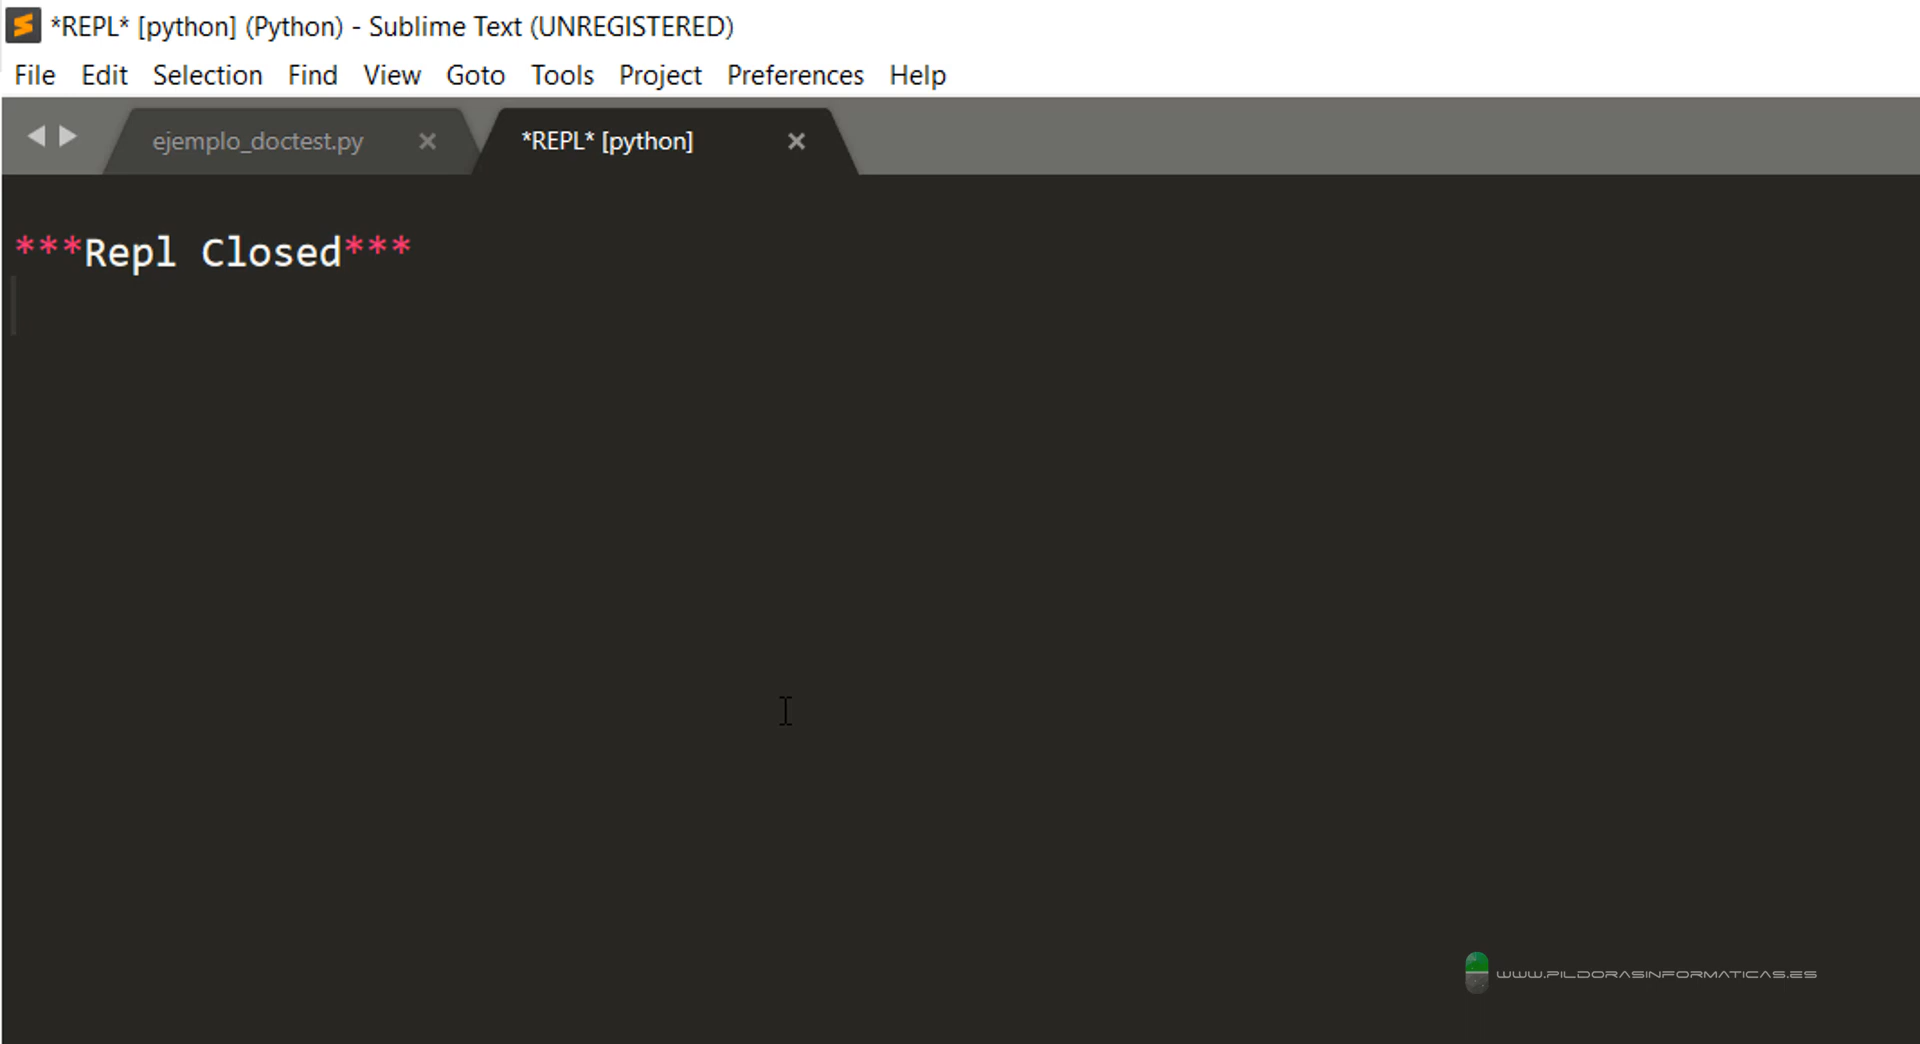 *REPL* [python] (Python) - Sublime Text (UNREGISTERED)
File Edit Selection Find View Goto Tools Project Preferences Help
ejemplo_doctest.py
*REPL* [python]
***Repl Closed***
WWW.PILDORASINFORMATICAS.ES